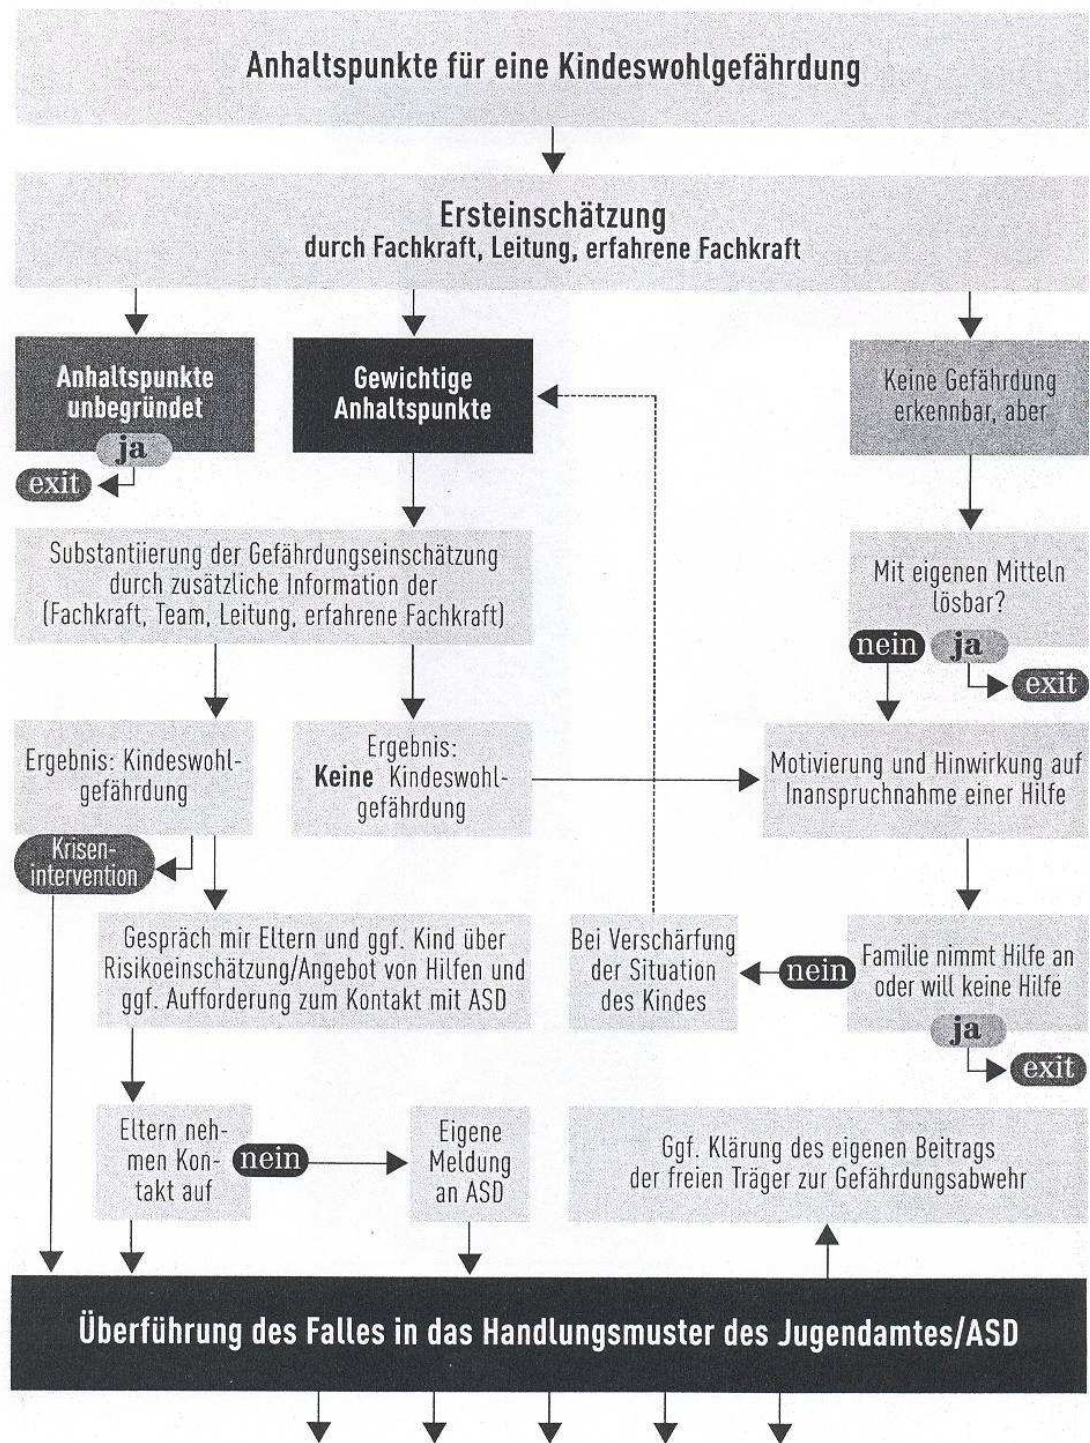 Anhaltspunkte für eine Kindeswohlgefährdung
Ersteinschätzung
durch Fachkraft, Leitung, erfahrene Fachkraft
Anhaltspunkte
unbegründet
ja
exit
Gewichtige
Anhaltspunkte
Keine Gefährdung
erkennbar, aber
Substantiierung der Gefährdungseinschätzung
durch zusätzliche Information der
(Fachkraft, Team, Leitung, erfahrene Fachkraft)
Mit eigenen Mitteln
lösbar?
nein
ja
exit
Ergebnis: Kindeswohl-
gefährdung
Ergebnis:
Keine Kindeswohl-
gefährdung
Motivierung und Hinwirkung auf
Inanspruchnahme einer Hilfe
Krisen-
intervention
Gespräch mir Eltern und ggf. Kind über
Risikoeinschätzung/Angebot von Hilfen und
ggf. Aufforderung zum Kontakt mit ASD
Bei Verschärfung
der Situation
des Kindes
nein
Familie nimmt Hilfe an
oder will keine Hilfe
ja
exit
Eltern neh-
men Kon-
takt auf
nein
Eigene
Meldung
an ASD
Ggf. Klärung des eigenen Beitrags
der freien Träger zur Gefährdungsabwehr
Überführung des Falles in das Handlungsmuster des Jugendamtes/ASD